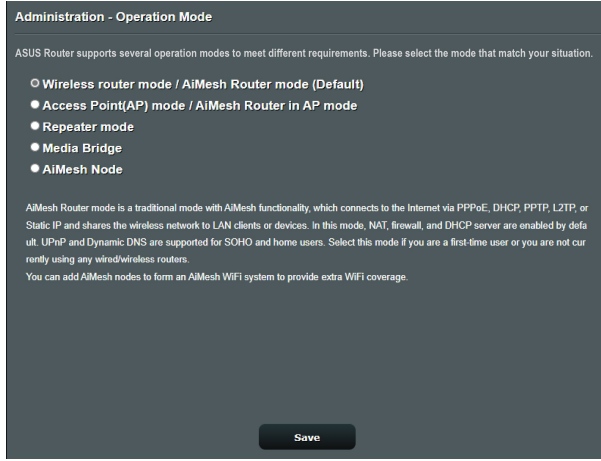 Administration - Operation Mode
ASUS Router supports several operation modes to meet different requirements. Please select the mode that match your situation.
Wireless router mode / AiMesh Router mode (Default)
Access Point(AP) mode / AiMesh Router in AP mode
Repeater mode
Media Bridge
AiMesh Node
AiMesh Router mode is a traditional mode with AiMesh functionality, which connects to the Internet via PPPoE, DHCP, PPTP, L2TP, or
Static IP and shares the wireless network to LAN clients or devices. In this mode, NAT, firewall, and DHCP server are enabled by defa
ult. UPnP and Dynamic DNS are supported for SOHO and home users. Select this mode if you are a first-time user or you are not cur
rently using any wired/wireless routers.
You can add AiMesh nodes to form an AiMesh WiFi system to provide extra WiFi coverage.
Save